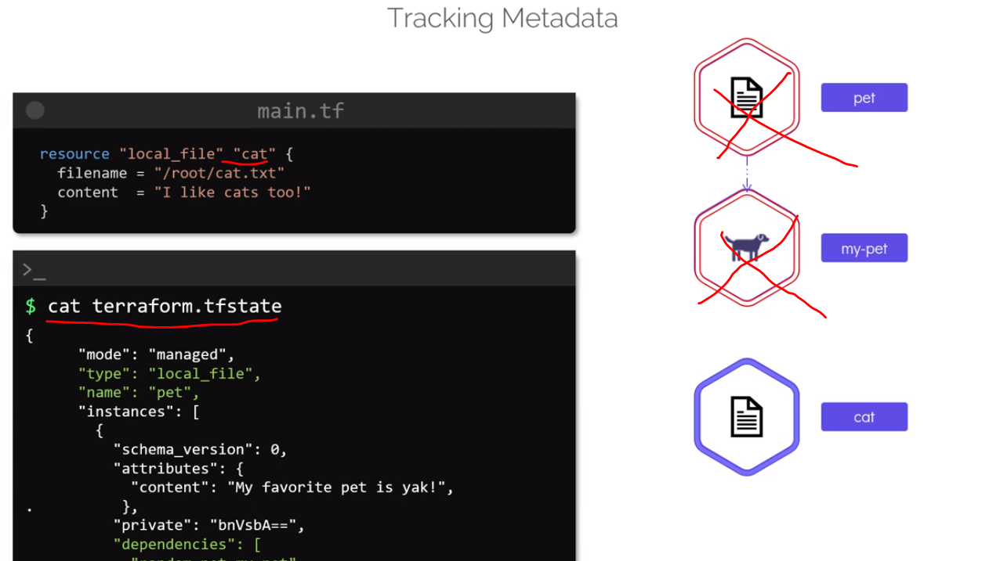 Tracking Metadata
main.tf
resource "local_file" "cat" {
filename = "/root/cat.txt"
content = "I like cats too!"
}
>_
$ cat terraform.tfstate
{
"mode": "managed",
"type": "local_file",
"name": "pet",
"instances": [
{
"schema_version": 0,
"attributes": {
"content": "My favorite pet is yak!",
},
"private": "bnVsbA==",
"dependencies": [
pet
my-pet
cat